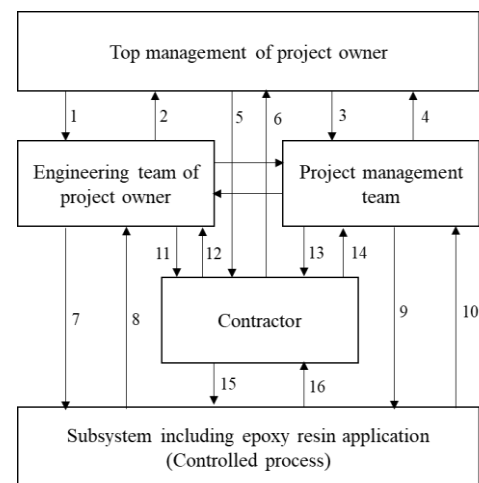 Top management of project owner
1
2
5
6
3
4
Engineering team of
project owner
Project management
team
11
12
13
14
7
8
Contractor
9
10
15
16
Subsystem including epoxy resin application
(Controlled process)